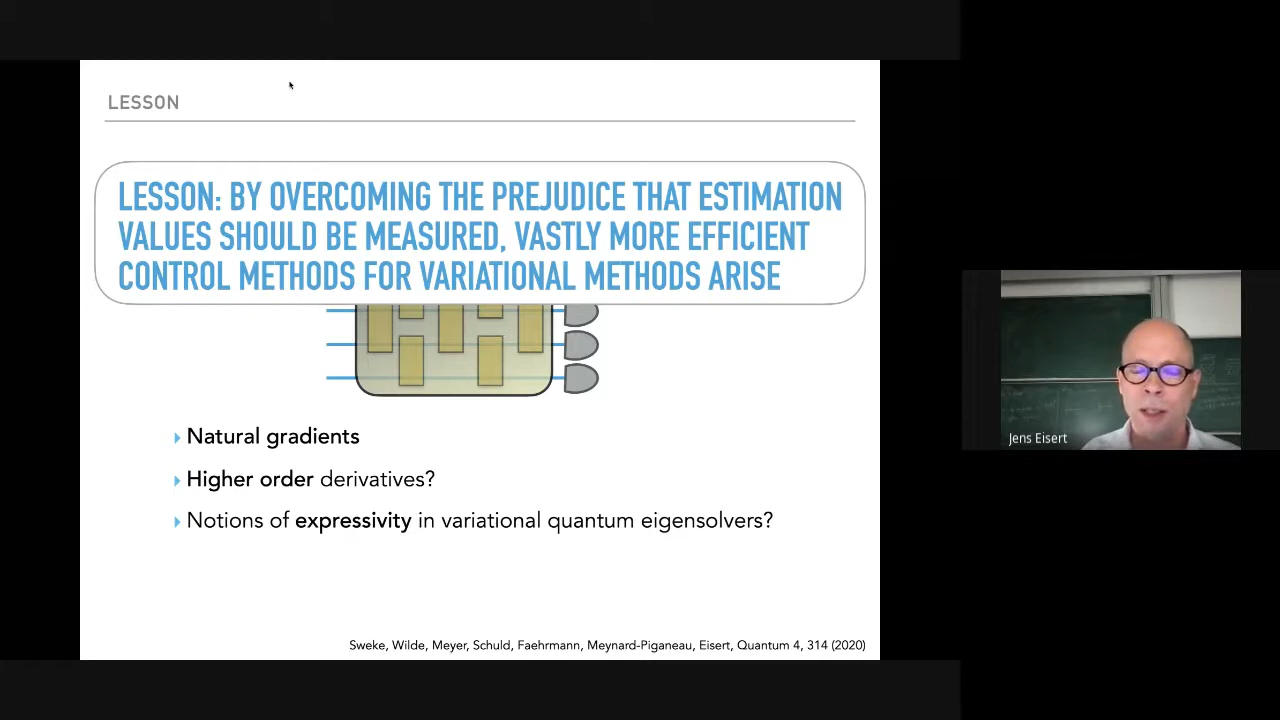 LESSON
LESSON: BY OVERCOMING THE PREJUDICE THAT ESTIMATION
VALUES SHOULD BE MEASURED, VASTLY MORE EFFICIENT
CONTROL METHODS FOR VARIATIONAL METHODS ARISE
Natural gradients
Higher order derivatives?
Notions of expressivity in variational quantum eigensolvers?
Sweke, Wilde, Meyer, Schuld, Faehrmann, Meynard-Piganeau, Eisert, Quantum 4, 314 (2020)
Jens Eisert